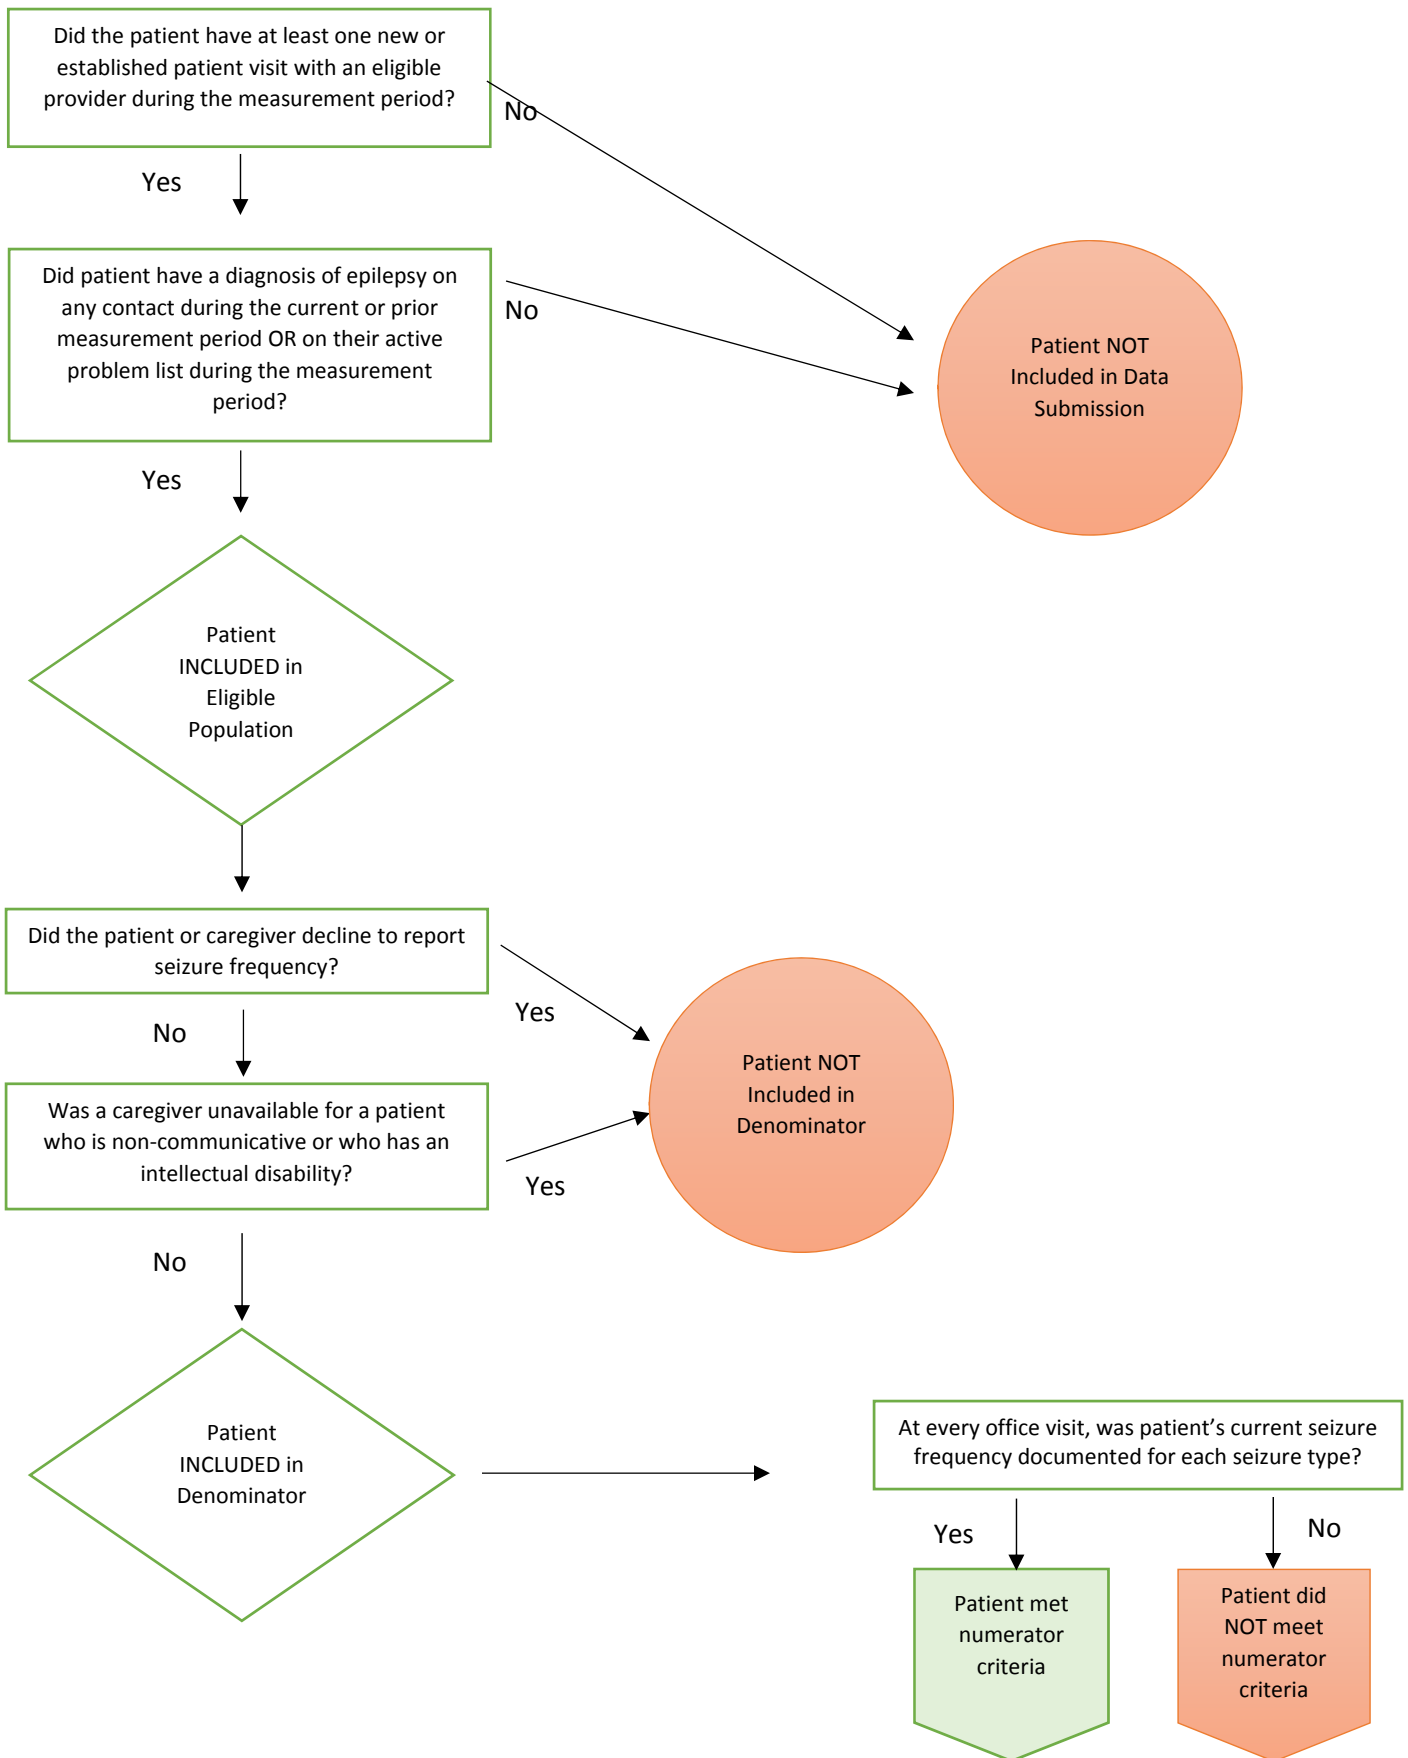 Did the patient have at least one new or
established patient visit with an eligible
provider during the measurement period?
No
Yes
Did patient have a diagnosis of epilepsy on
any contact during the current or prior
measurement period OR on their active
problem list during the measurement
period?
No
Patient NOT
Included in Data
Submission
Yes
Patient
INCLUDED in
Eligible
Population
Did the patient or caregiver decline to report
seizure frequency?
Yes
No
Patient NOT
Included in
Denominator
Was a caregiver unavailable for a patient
who is non-communicative or who has an
intellectual disability?
Yes
No
Patient
INCLUDED in
Denominator
At every office visit, was patient’s current seizure
frequency documented for each seizure type?
Yes
No
Patient met
numerator
criteria
Patient did
NOT meet
numerator
criteria